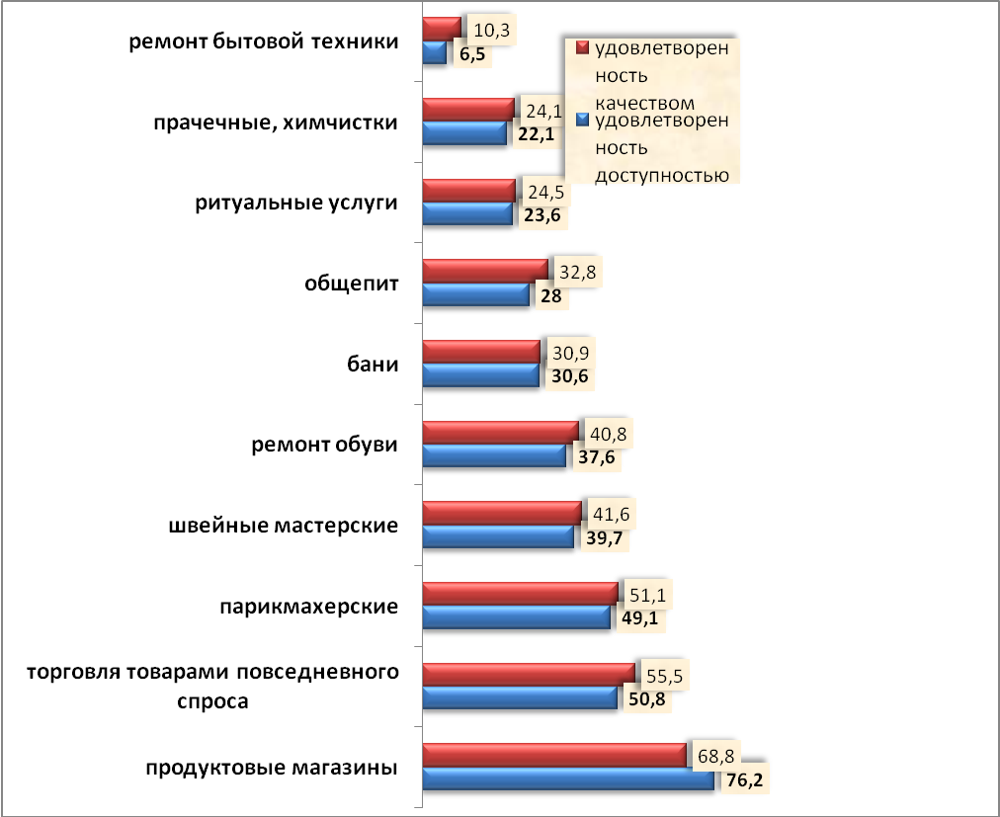 ремонт бытовой техники
10,3
6,5
удовлетворен
ность
качеством
удовлетворен
ность
доступностью
прачечные, химчистки
24,1
22,1
ритуальные услуги
24,5
23,6
общепит
32,8
28
бани
30,9
30,6
ремонт обуви
40,8
37,6
швейные мастерские
41,6
39,7
парикмахерские
51,1
49,1
торговля товарами повседневного
спроса
55,5
50,8
продуктовые магазины
68,8
76,2